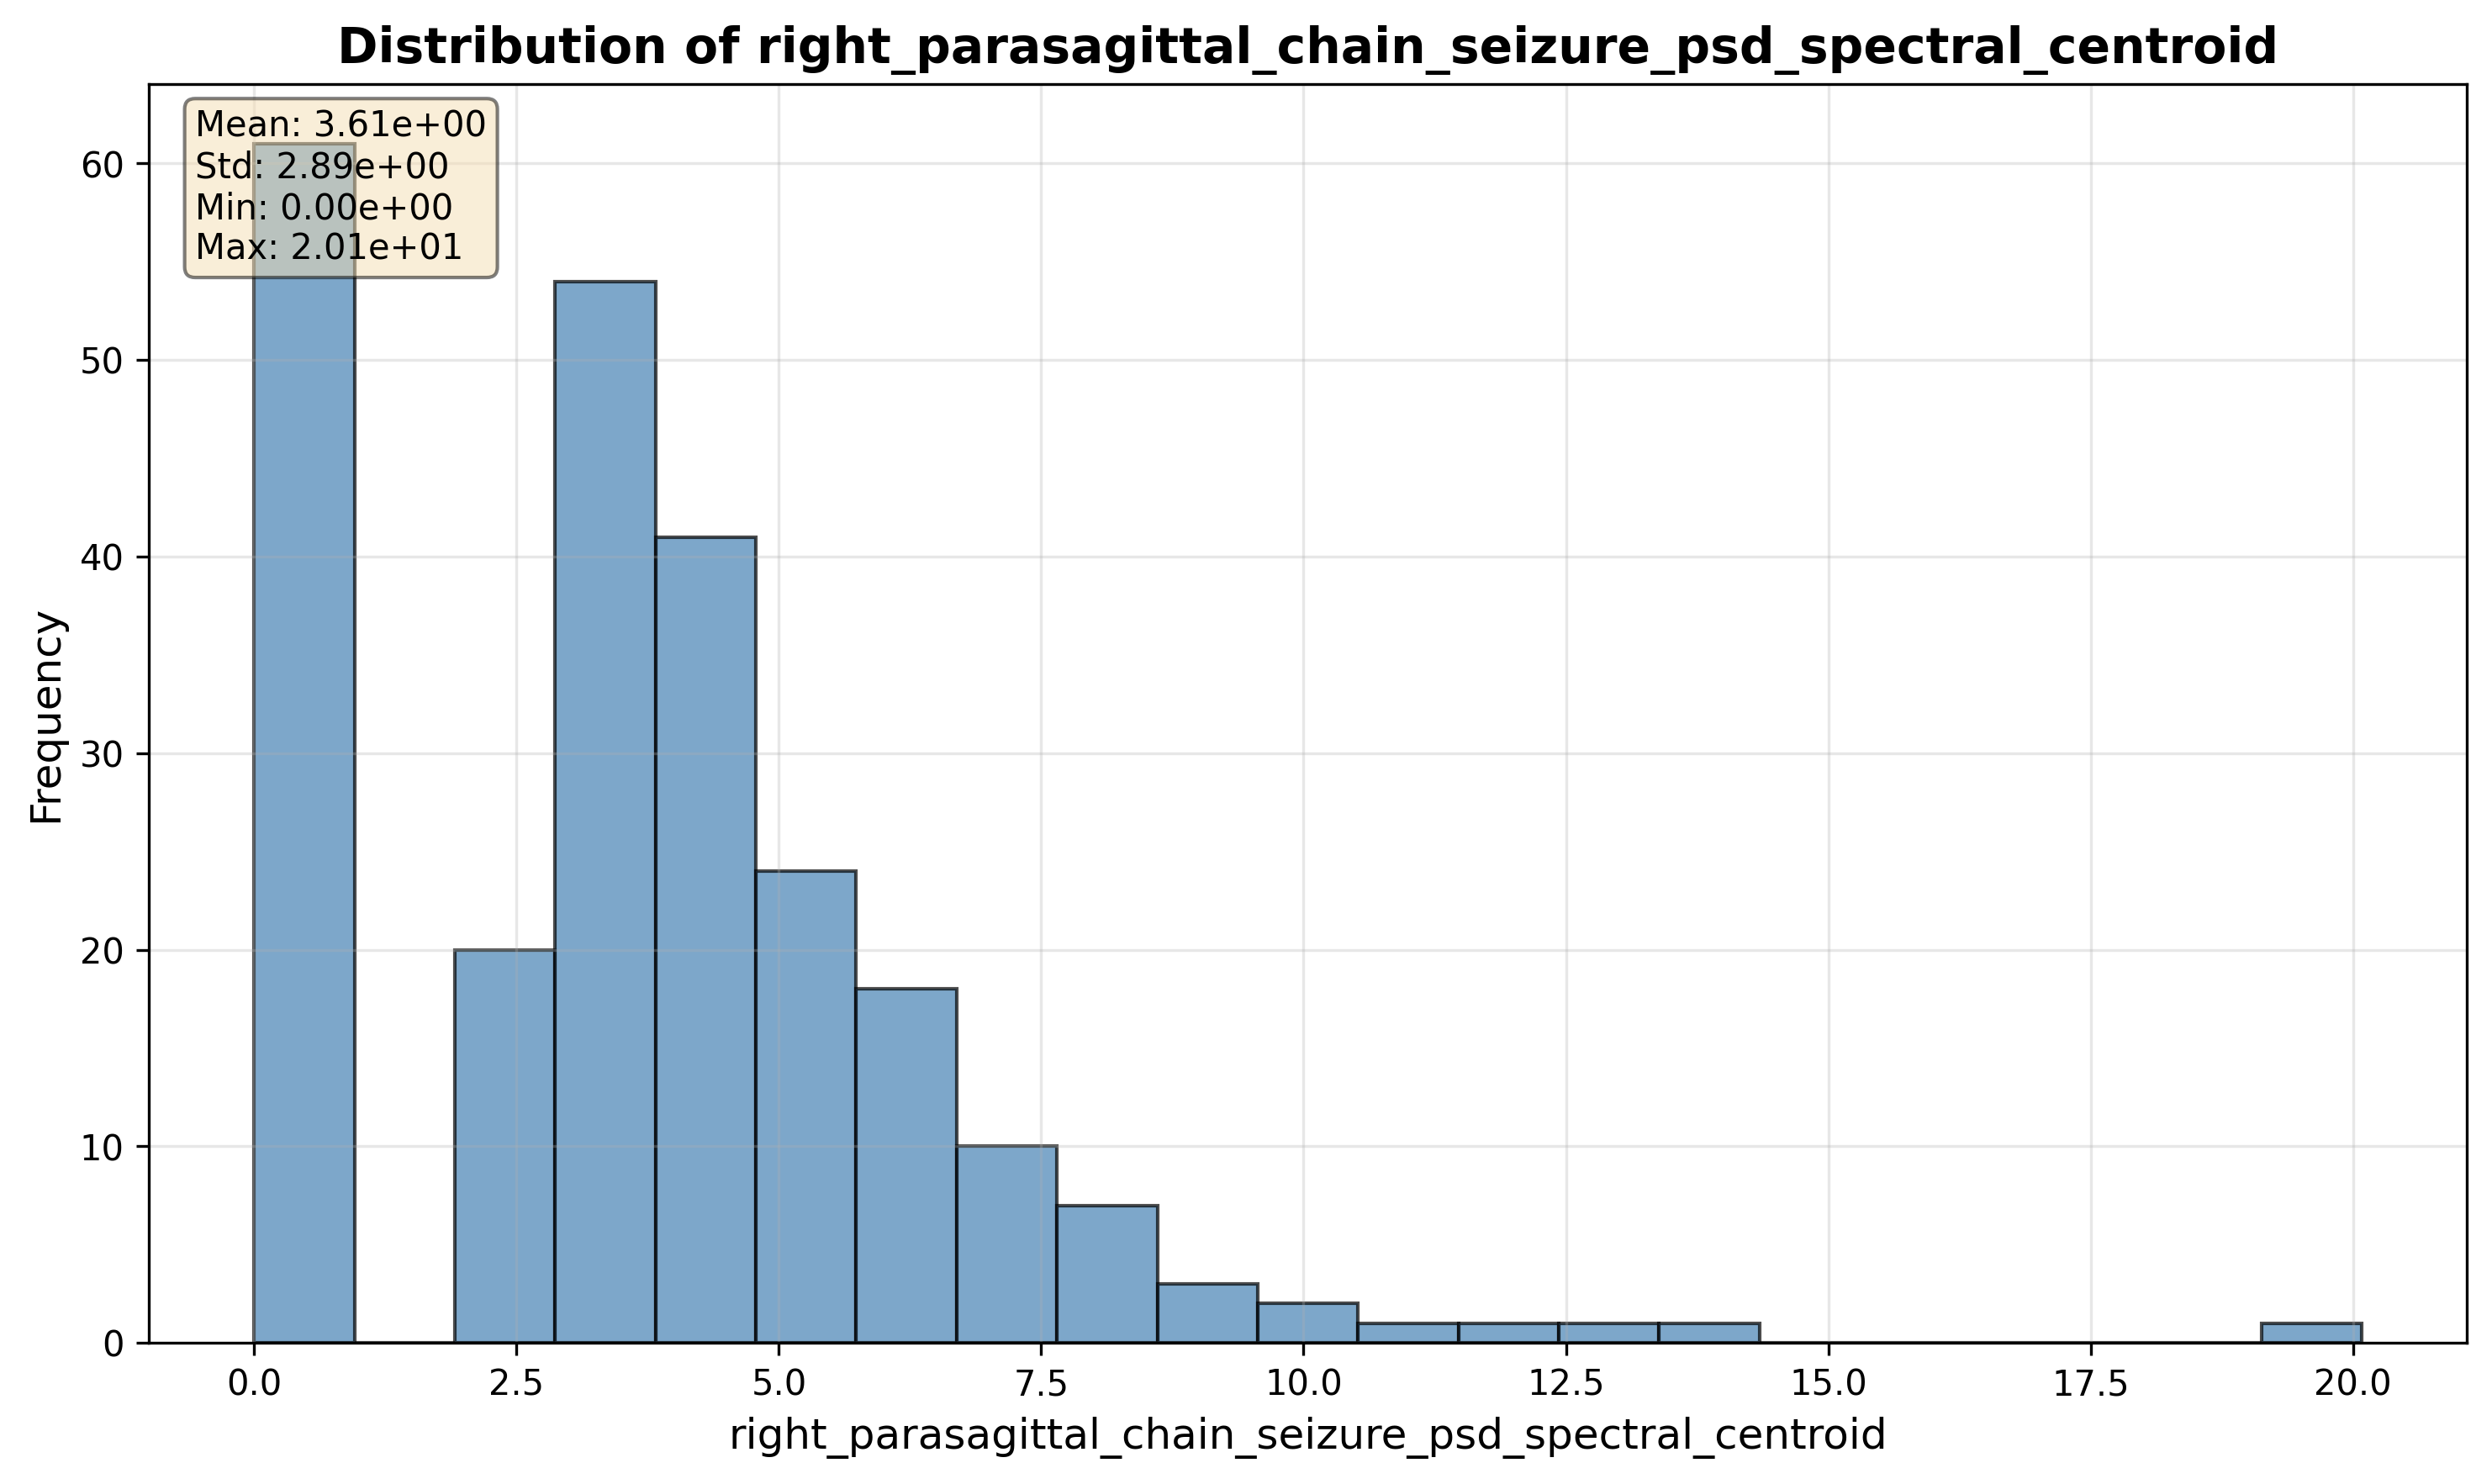 Distribution of right_parasagittal_chain_seizure_psd_spectral_centroid
Mean: 3.61e+00
Std: 2.89e+00
Min: 0.00e+00
Max: 2.01e+01
Frequency
60
50
40
30
20
10
0
0.0 2.5 5.0 7.5 10.0 12.5 15.0 17.5 20.0
right_parasagittal_chain_seizure_psd_spectral_centroid